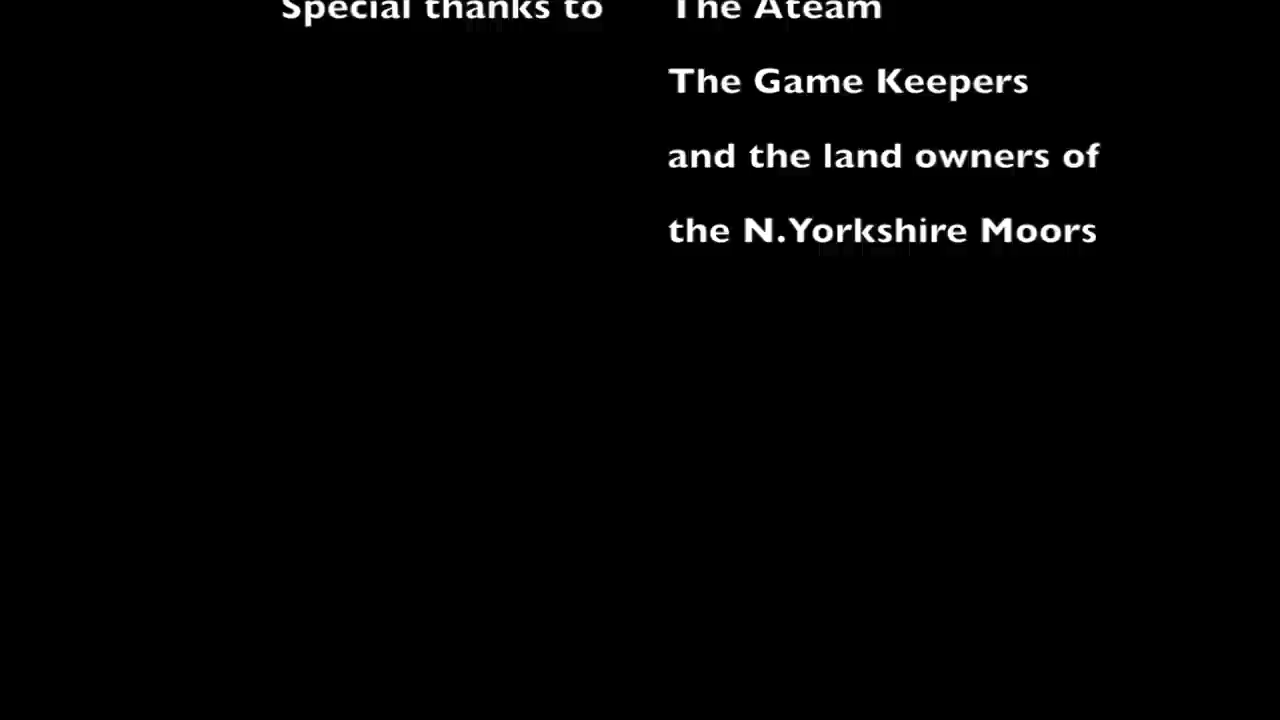 Special thanks to The Ateam
The Game Keepers
and the land owners of
the N.Yorkshire Moors